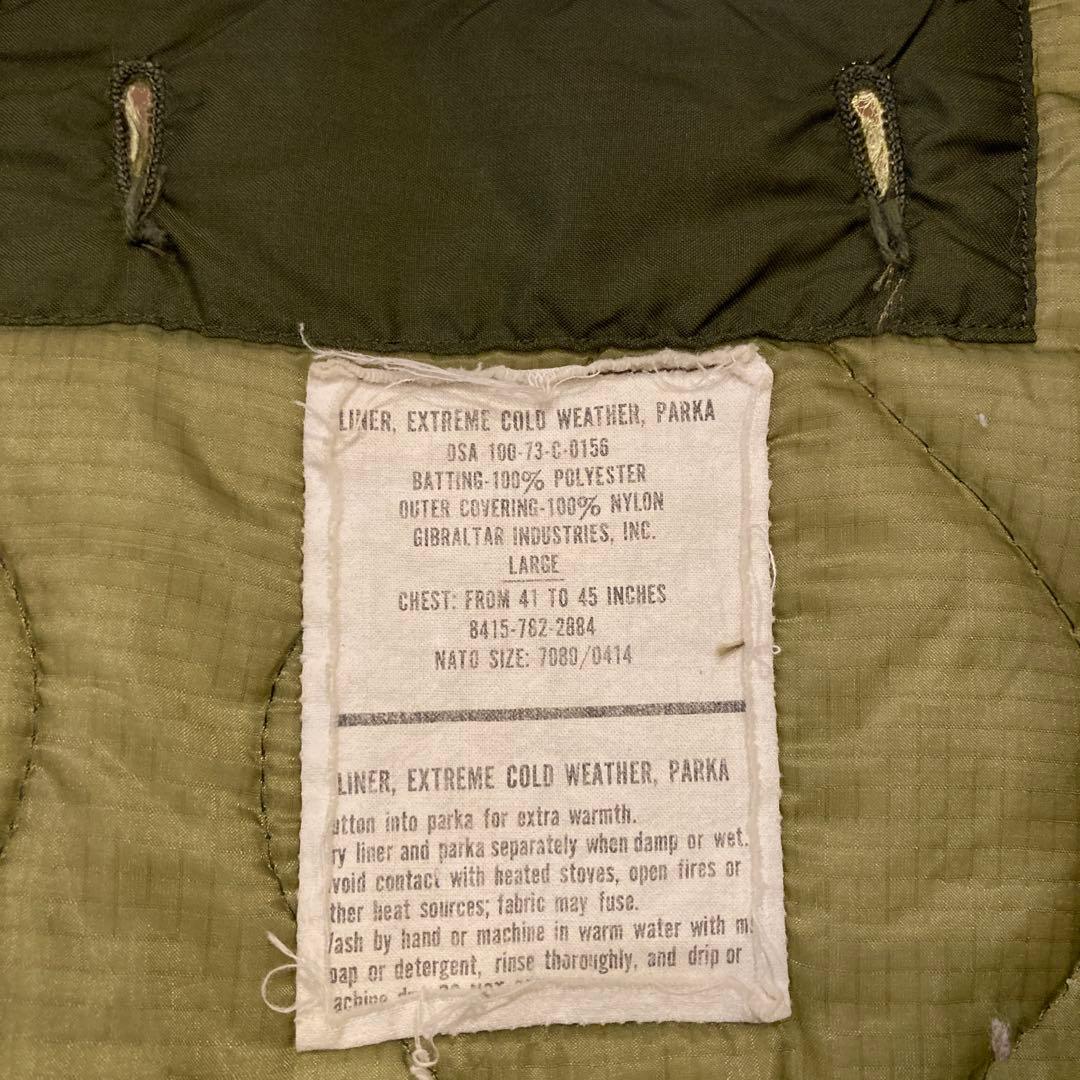 LINER, EXTREME COLD WEATHER, PARKA
DSA 100-73-C-0156
BATTING-100% POLYESTER
OUTER COVERING-100% NYLON
GIBRALTAR INDUSTRIES, INC.
LARGE
CHEST: FROM 41 TO 45 INCHES
8415-782-2884
NATO SIZE: 7080/0414
LINER, EXTREME COLD WEATHER, PARKA
utton into parka for extra warmth.
ry liner and parka separately when damp or wet.
void contact with heated stoves, open fires or
ther heat sources; fabric may fuse.
ash by hand or machine in warm water with
oap or detergent, rinse thoroughly, and drip or
achine